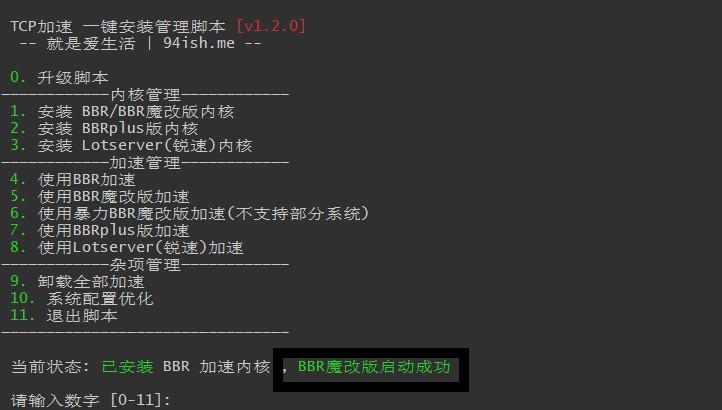 TCP加速 一键安装管理脚本 [v1.2.0]
-- 就是爱生活 | 94ish.me --
0. 升级脚本
————————————内核管理————————————
1. 安装 BBR/BBR魔改版内核
2. 安装 BBRplus版内核
3. 安装 Lotserver(锐速)内核
————————————加速管理————————————
4. 使用BBR加速
5. 使用BBR魔改版加速
6. 使用暴力BBR魔改版加速(不支持部分系统)
7. 使用BBRplus版加速
8. 使用Lotserver(锐速)加速
————————————杂项管理————————————
9. 卸载全部加速
10. 系统配置优化
11. 退出脚本
————————————————————————————————
当前状态: 已安装 BBR 加速内核 , BBR魔改版启动成功
请输入数字 [0-11]: